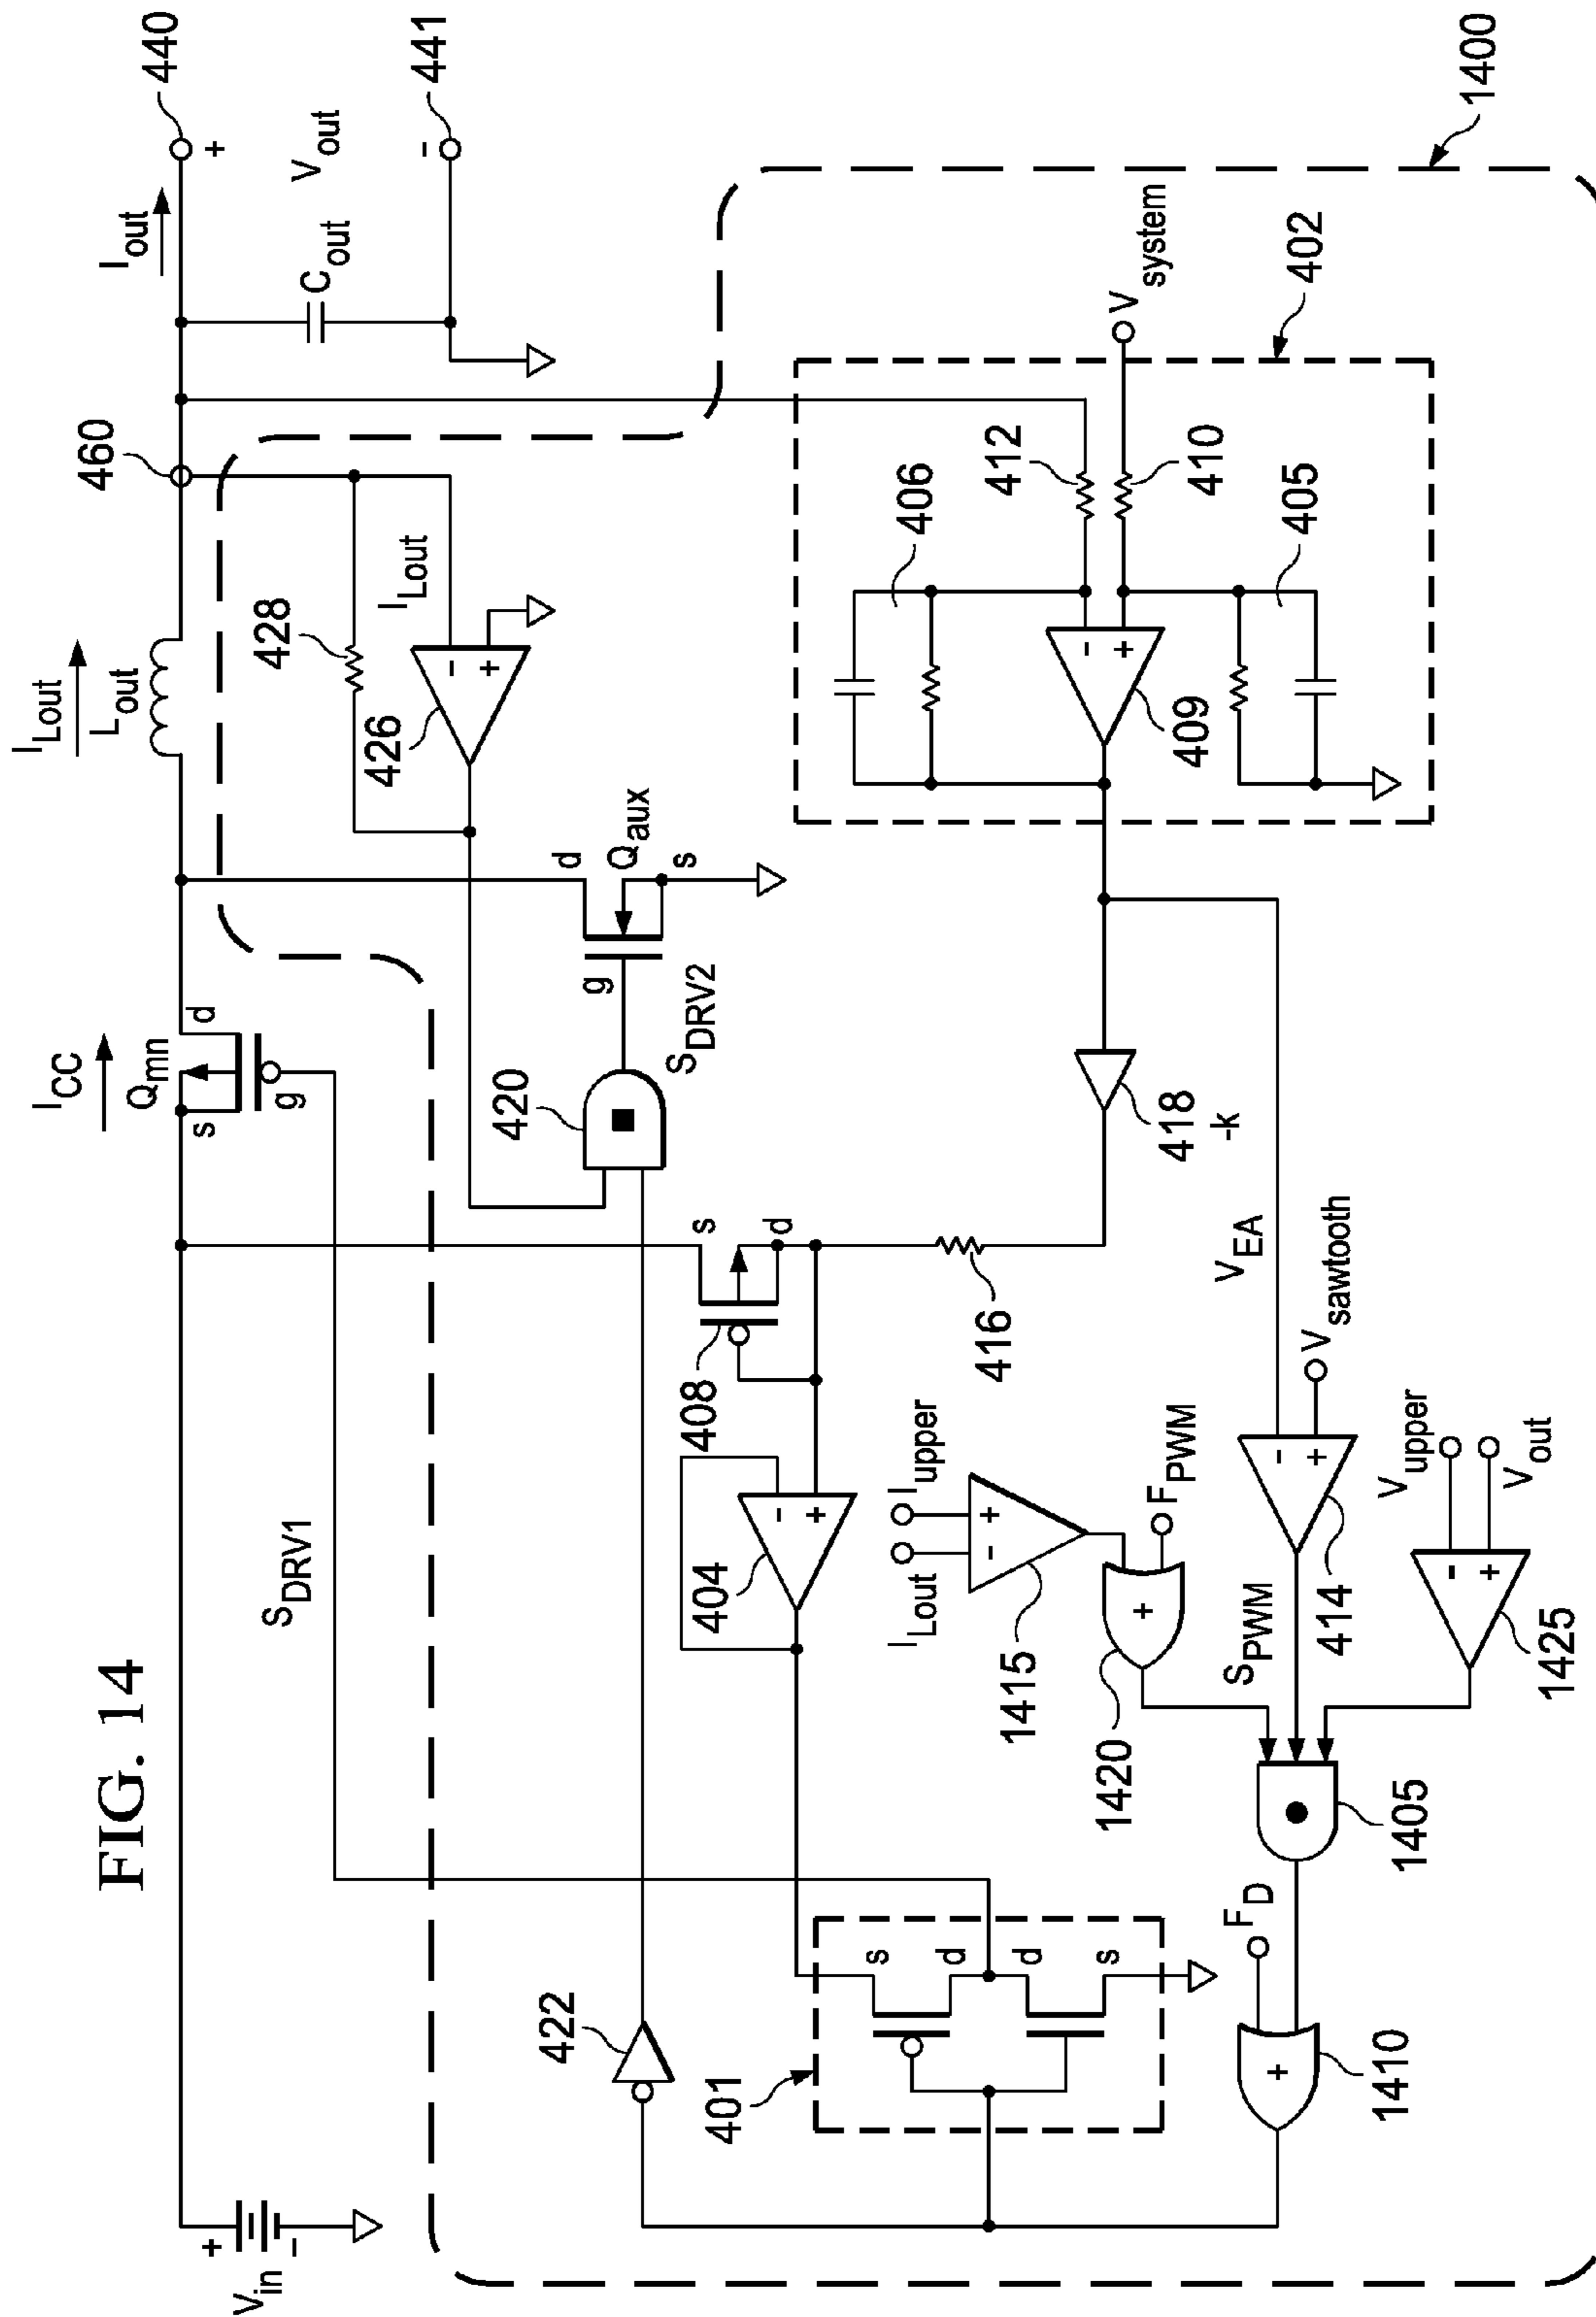 FIG. 14
V_in
+
-
I_CC
Q_mn
s
d
g
I_Lout
L_out
460
I_out
440
+
V_out
C_out
-
441
S_DRV1
428
I_Lout
426
-
+
d
Q_aux
s
g
S_DRV2
420
422
s
d
408
404
-
+
416
418
-k
402
406
412
410
405
409
-
+
V_system
1400
401
s
d
d
s
I_Lout
I_upper
-
+
1415
F_PWM
1420
+
V_EA
V_sawtooth
-
+
414
S_PWM
V_upper
V_out
-
+
1425
1405
F_D
+
1410